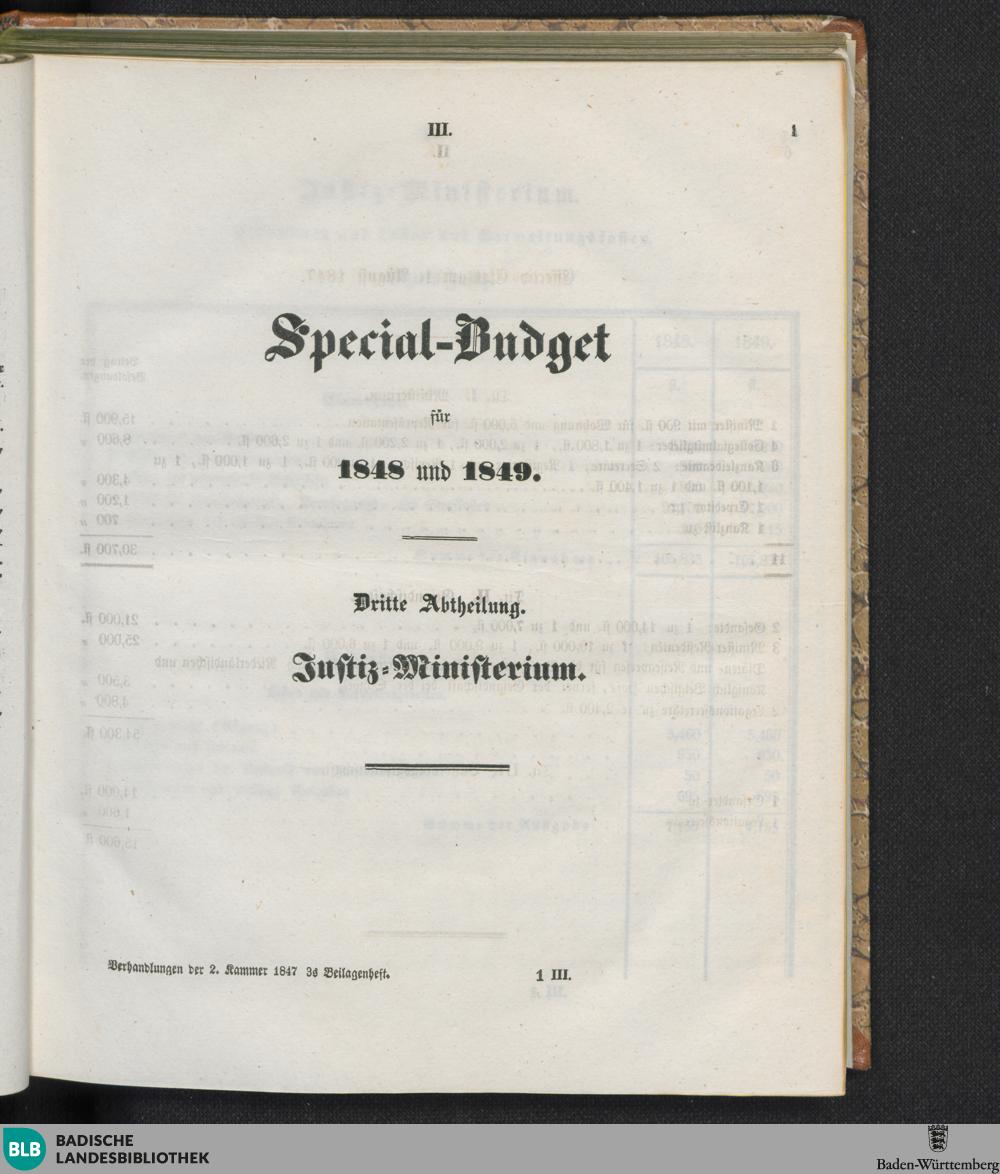 III.
1
Special-Budget
für
1848 und 1849.
Dritte Abtheilung.
Justiz-Ministerium.
Verhandlungen der 2. Kammer 1847 3s Beilagenheft.
1 III.
BLB
BADISCHE
LANDESBIBLIOTHEK
Baden-Württemberg